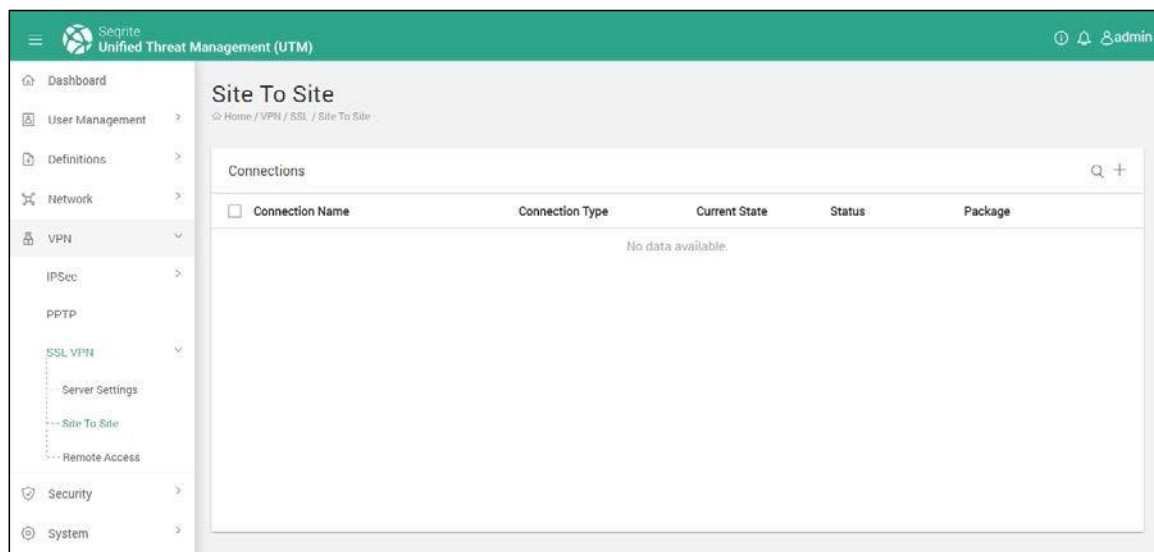 Seqrite
Unified Threat Management (UTM)
admin
Dashboard
User Management
Definitions
Network
VPN
IPSec
PPTP
SSL VPN
Server Settings
Site To Site
Remote Access
Security
System
Site To Site
Home / VPN / SSL / Site To Site
Connections
Connection Name Connection Type Current State Status Package
No data available.